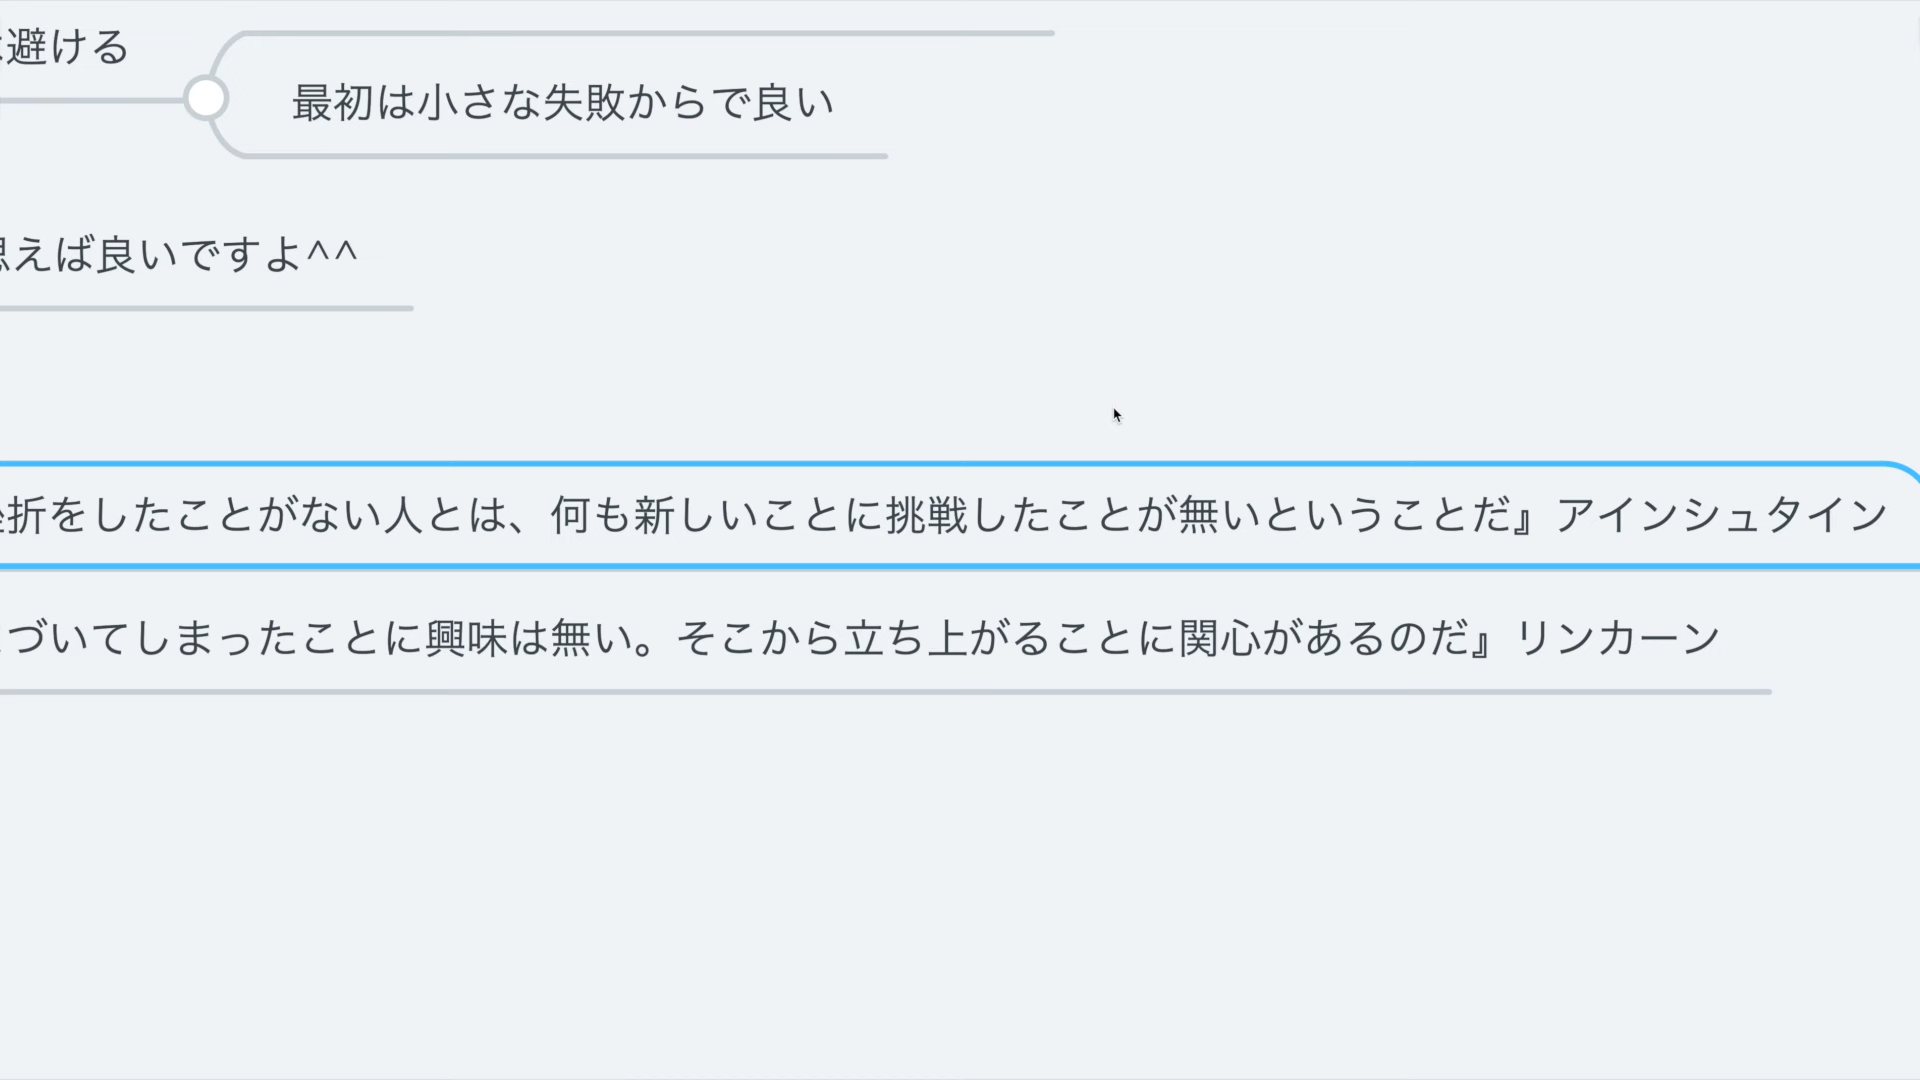 避ける
最初は小さな失敗からで良い
思えば良いですよ^^
挫折をしたことがない人とは、何も新しいことに挑戦したことが無いということだ』アインシュタイン
づいてしまったことに興味は無い。そこから立ち上がることに関心があるのだ』リンカーン